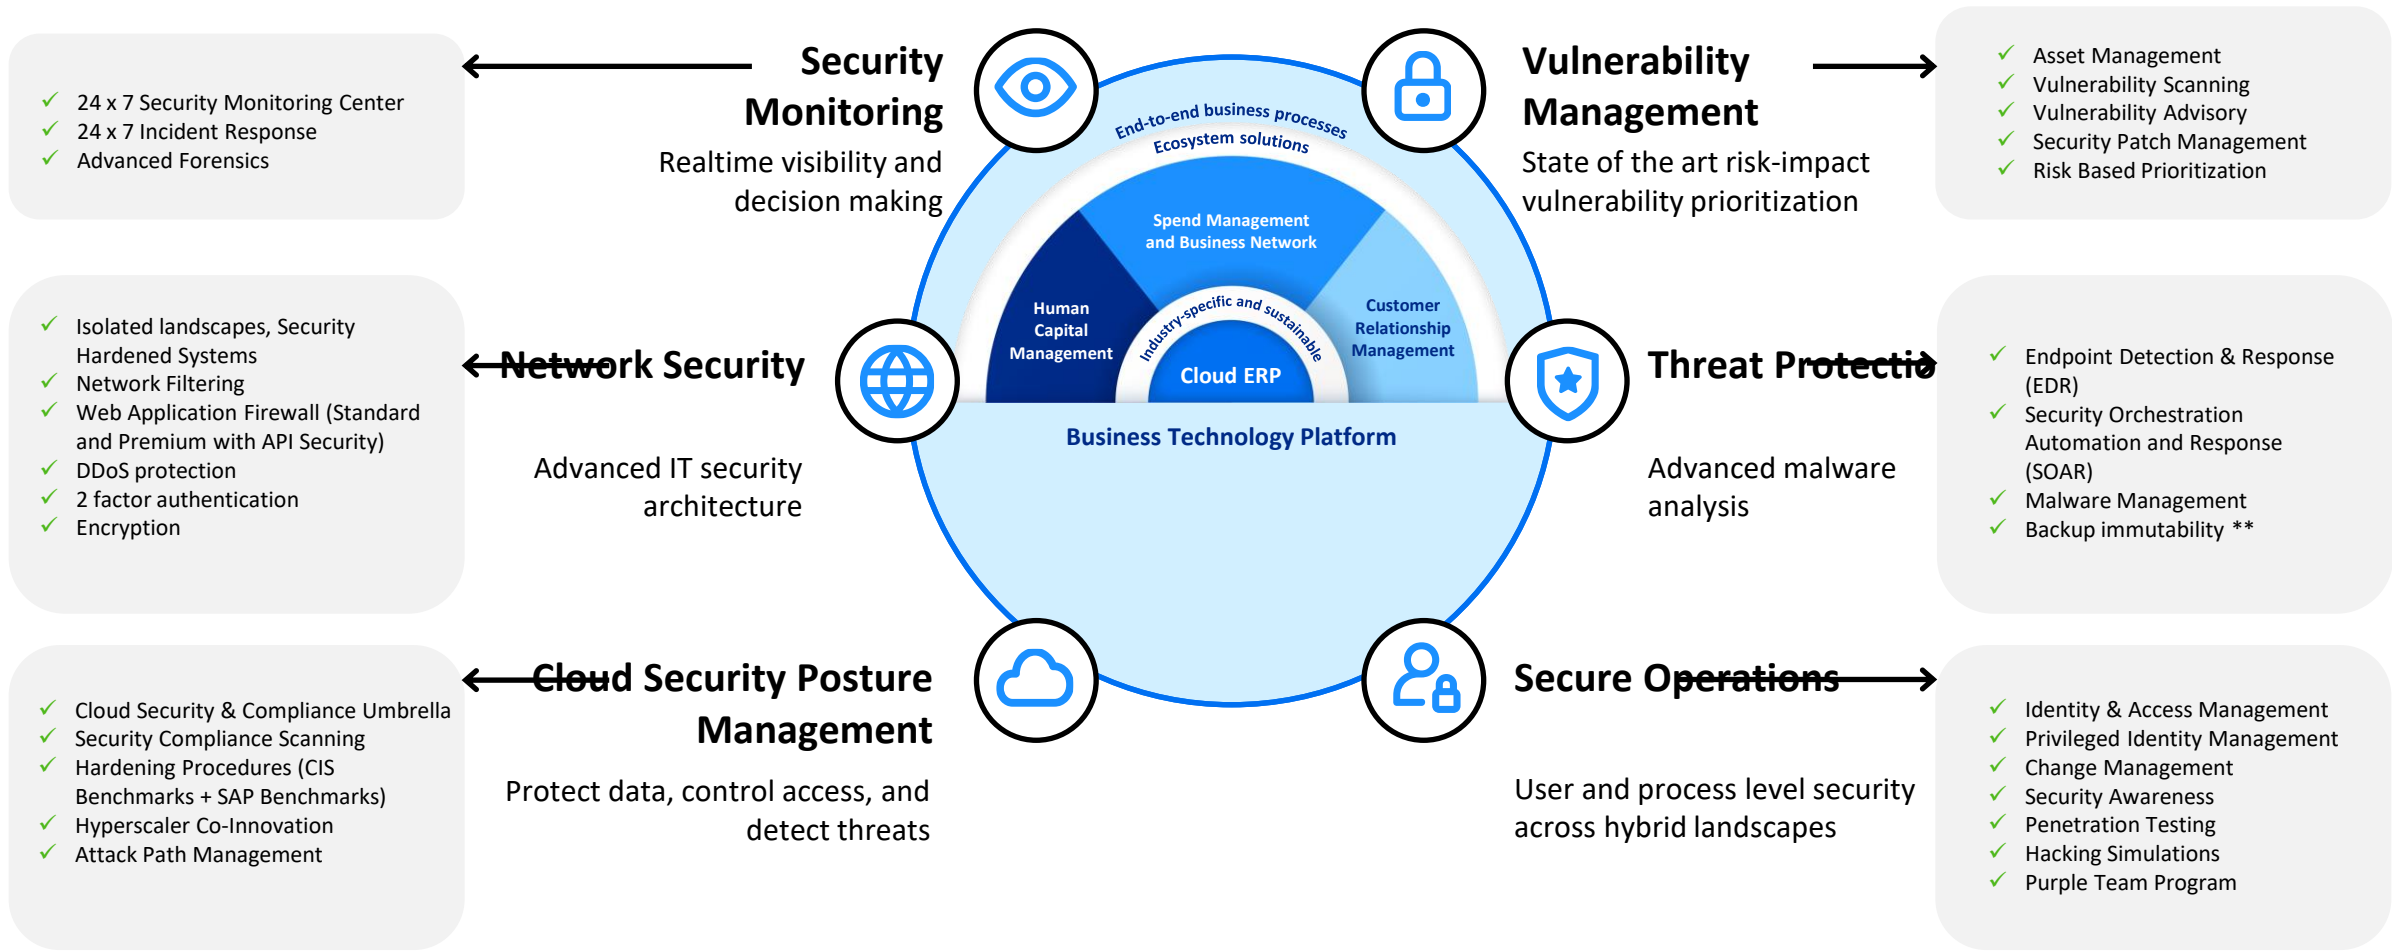 Security
Monitoring
Realtime visibility and
decision making
24 x 7 Security Monitoring Center
24 x 7 Incident Response
Advanced Forensics
Network Security
Advanced IT security
architecture
Isolated landscapes, Security
Hardened Systems
Network Filtering
Web Application Firewall (Standard
and Premium with API Security)
DDoS protection
2 factor authentication
Encryption
Cloud Security Posture
Management
Protect data, control access, and
detect threats
Cloud Security & Compliance Umbrella
Security Compliance Scanning
Hardening Procedures (CIS
Benchmarks + SAP Benchmarks)
Hyperscaler Co-Innovation
Attack Path Management
End-to-end business processes
Ecosystem solutions
Spend Management
and Business Network
Human
Capital
Management
Customer
Relationship
Management
Industry-specific and sustainable
Cloud ERP
Business Technology Platform
Vulnerability
Management
State of the art risk-impact
vulnerability prioritization
Asset Management
Vulnerability Scanning
Vulnerability Advisory
Security Patch Management
Risk Based Prioritization
Threat Protectio
Advanced malware
analysis
Endpoint Detection & Response
(EDR)
Security Orchestration
Automation and Response
(SOAR)
Malware Management
Backup immutability **
Secure Operations
User and process level security
across hybrid landscapes
Identity & Access Management
Privileged Identity Management
Change Management
Security Awareness
Penetration Testing
Hacking Simulations
Purple Team Program